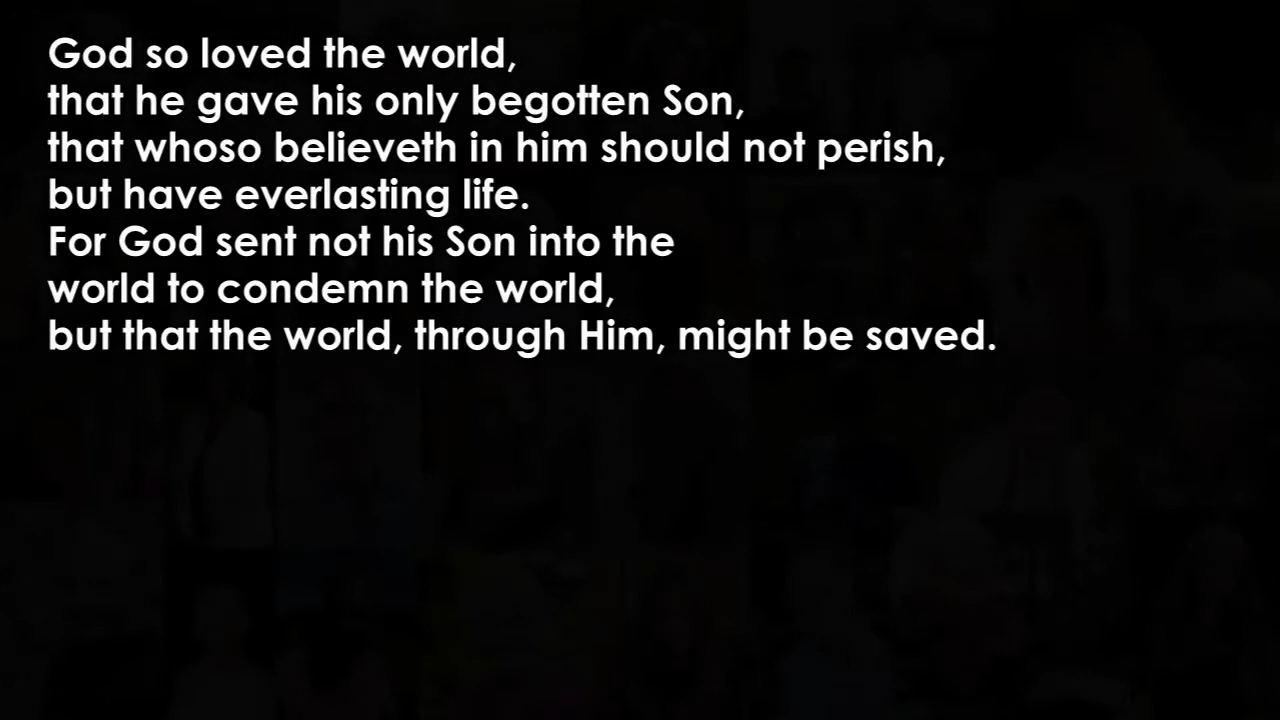 God so loved the world,
that he gave his only begotten Son,
that whoso believeth in him should not perish,
but have everlasting life.
For God sent not his Son into the
world to condemn the world,
but that the world, through Him, might be saved.